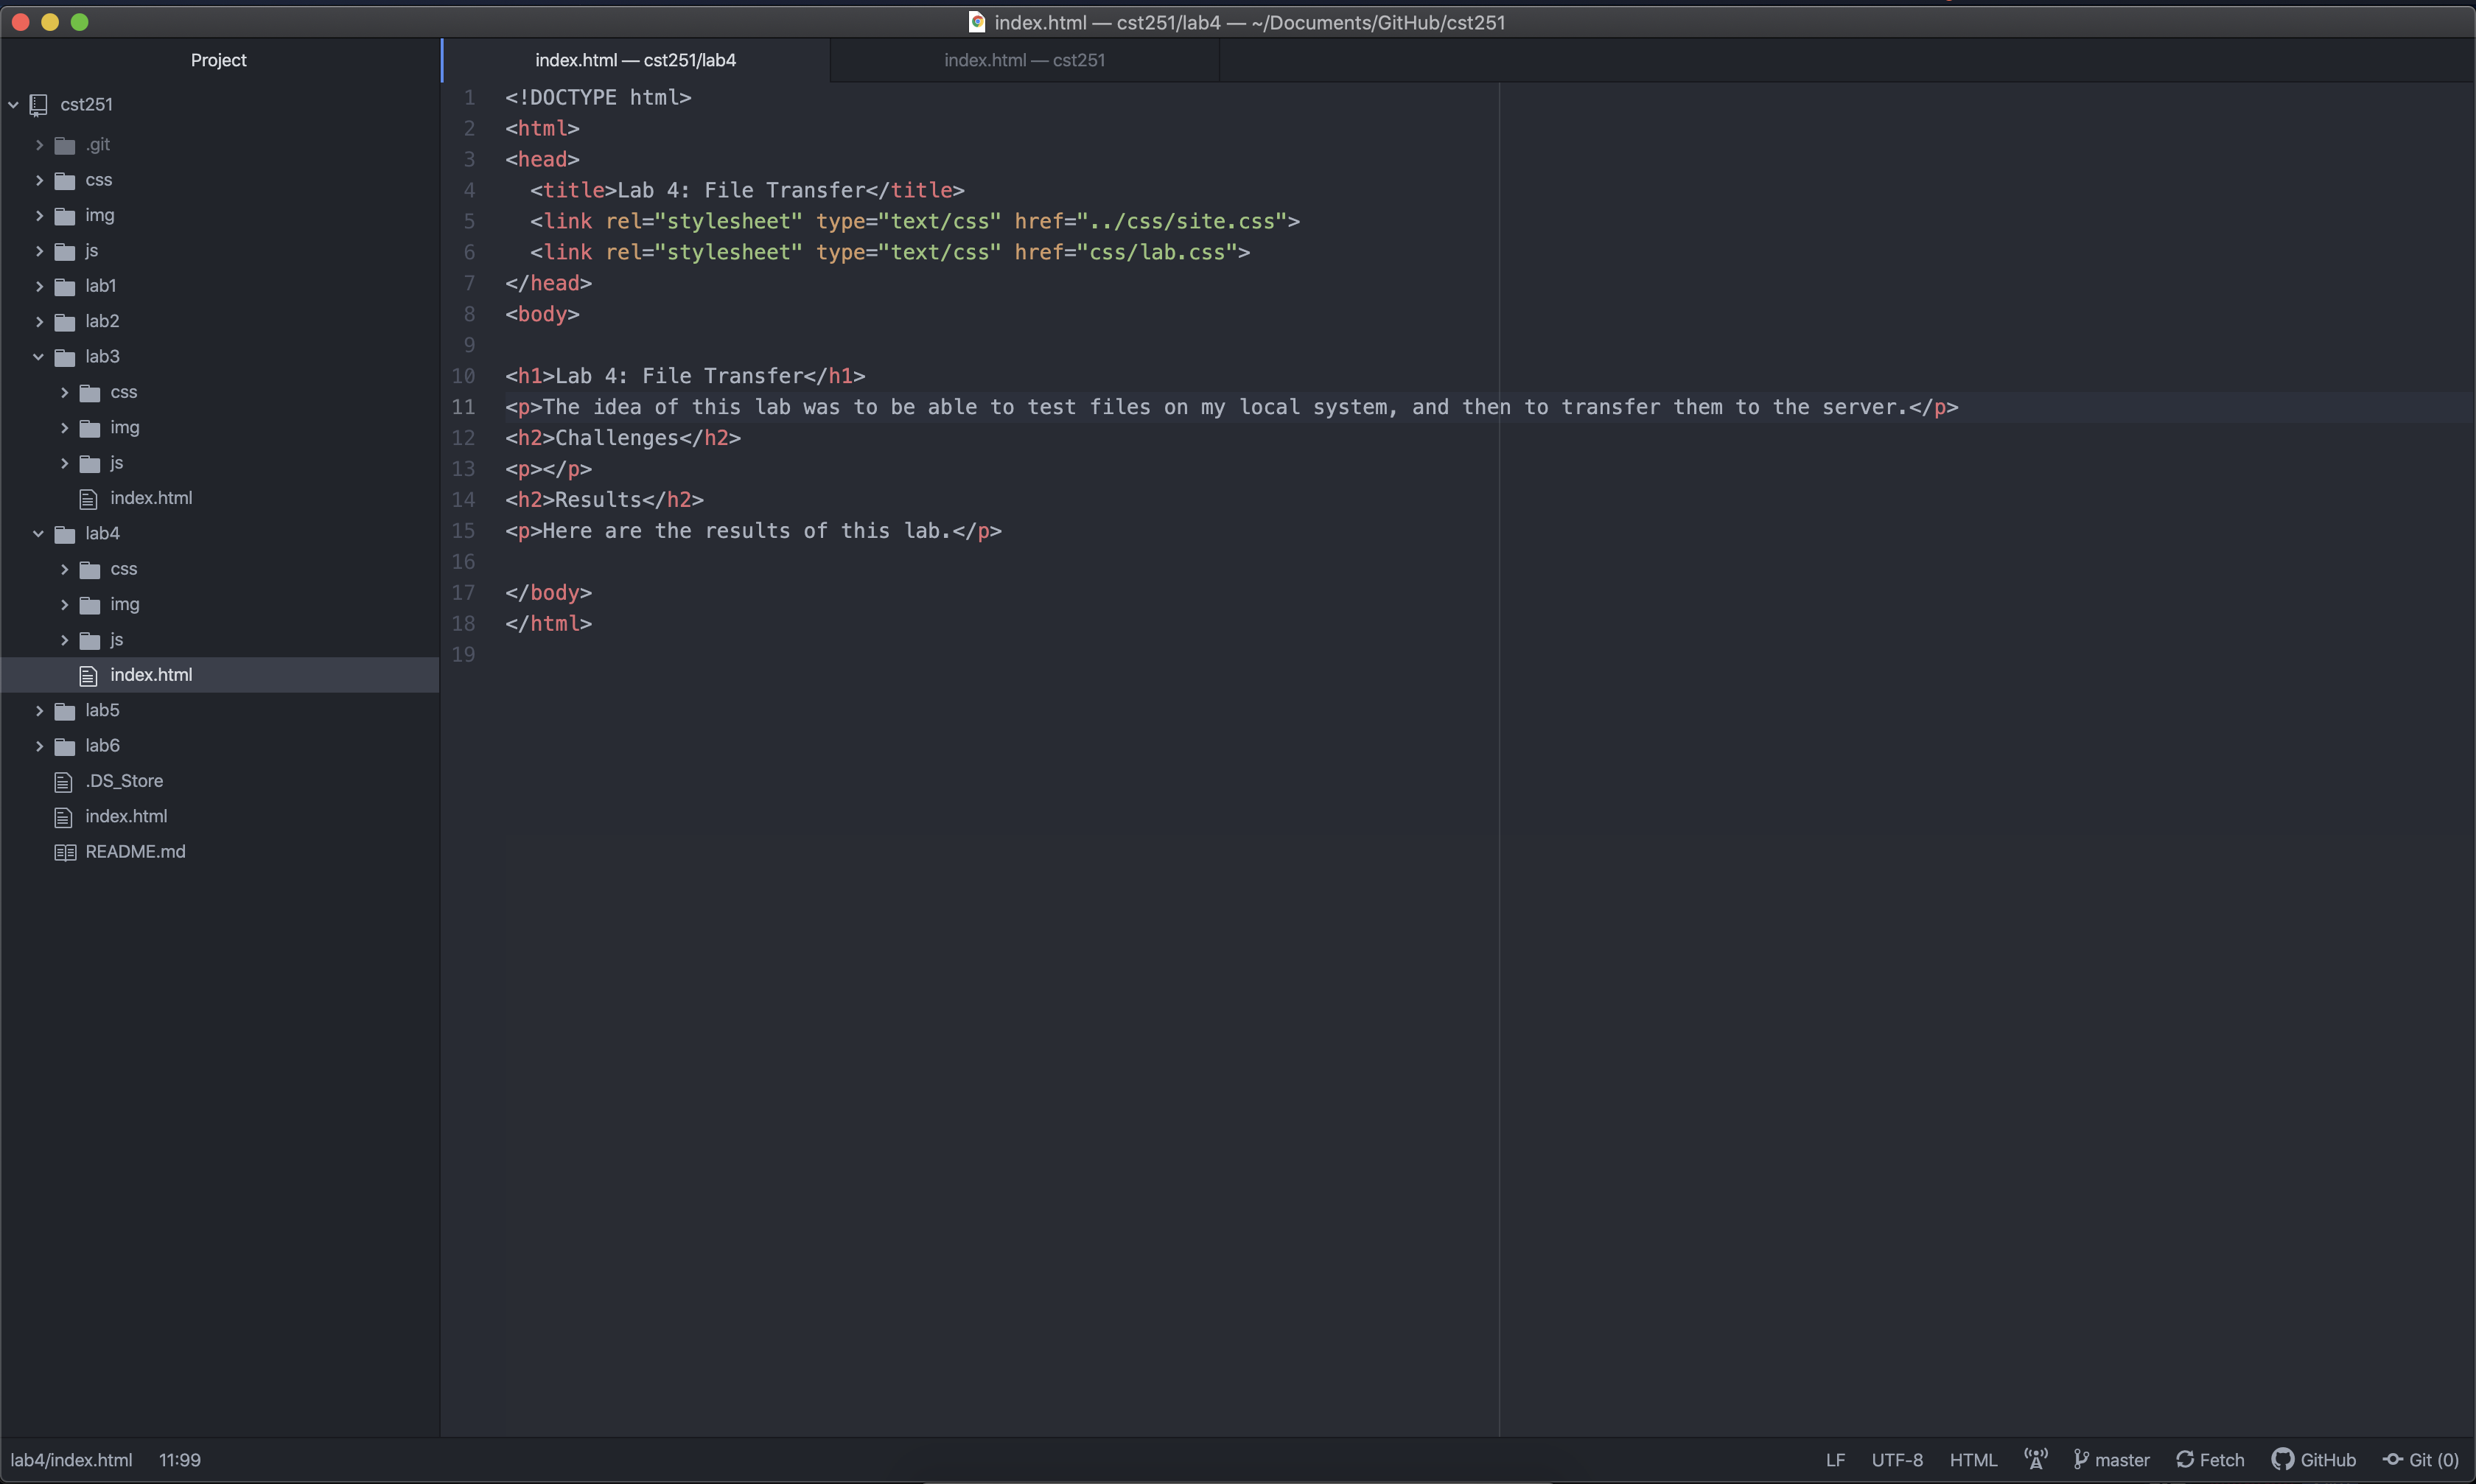 index.html — cst251/lab4 — ~/Documents/GitHub/cst251
Project
index.html — cst251/lab4
index.html — cst251
cst251
.git
css
img
js
lab1
lab2
lab3
css
img
js
index.html
lab4
css
img
js
index.html
lab5
lab6
.DS_Store
index.html
README.md
1 <!DOCTYPE html>
2 <html>
3 <head>
4   <title>Lab 4: File Transfer</title>
5   <link rel="stylesheet" type="text/css" href="../css/site.css">
6   <link rel="stylesheet" type="text/css" href="css/lab.css">
7 </head>
8 <body>
9
10 <h1>Lab 4: File Transfer</h1>
11 <p>The idea of this lab was to be able to test files on my local system, and then to transfer them to the server.</p>
12 <h2>Challenges</h2>
13 <p></p>
14 <h2>Results</h2>
15 <p>Here are the results of this lab.</p>
16
17 </body>
18 </html>
19
lab4/index.html 11:99 LF UTF-8 HTML master Fetch GitHub Git (0)